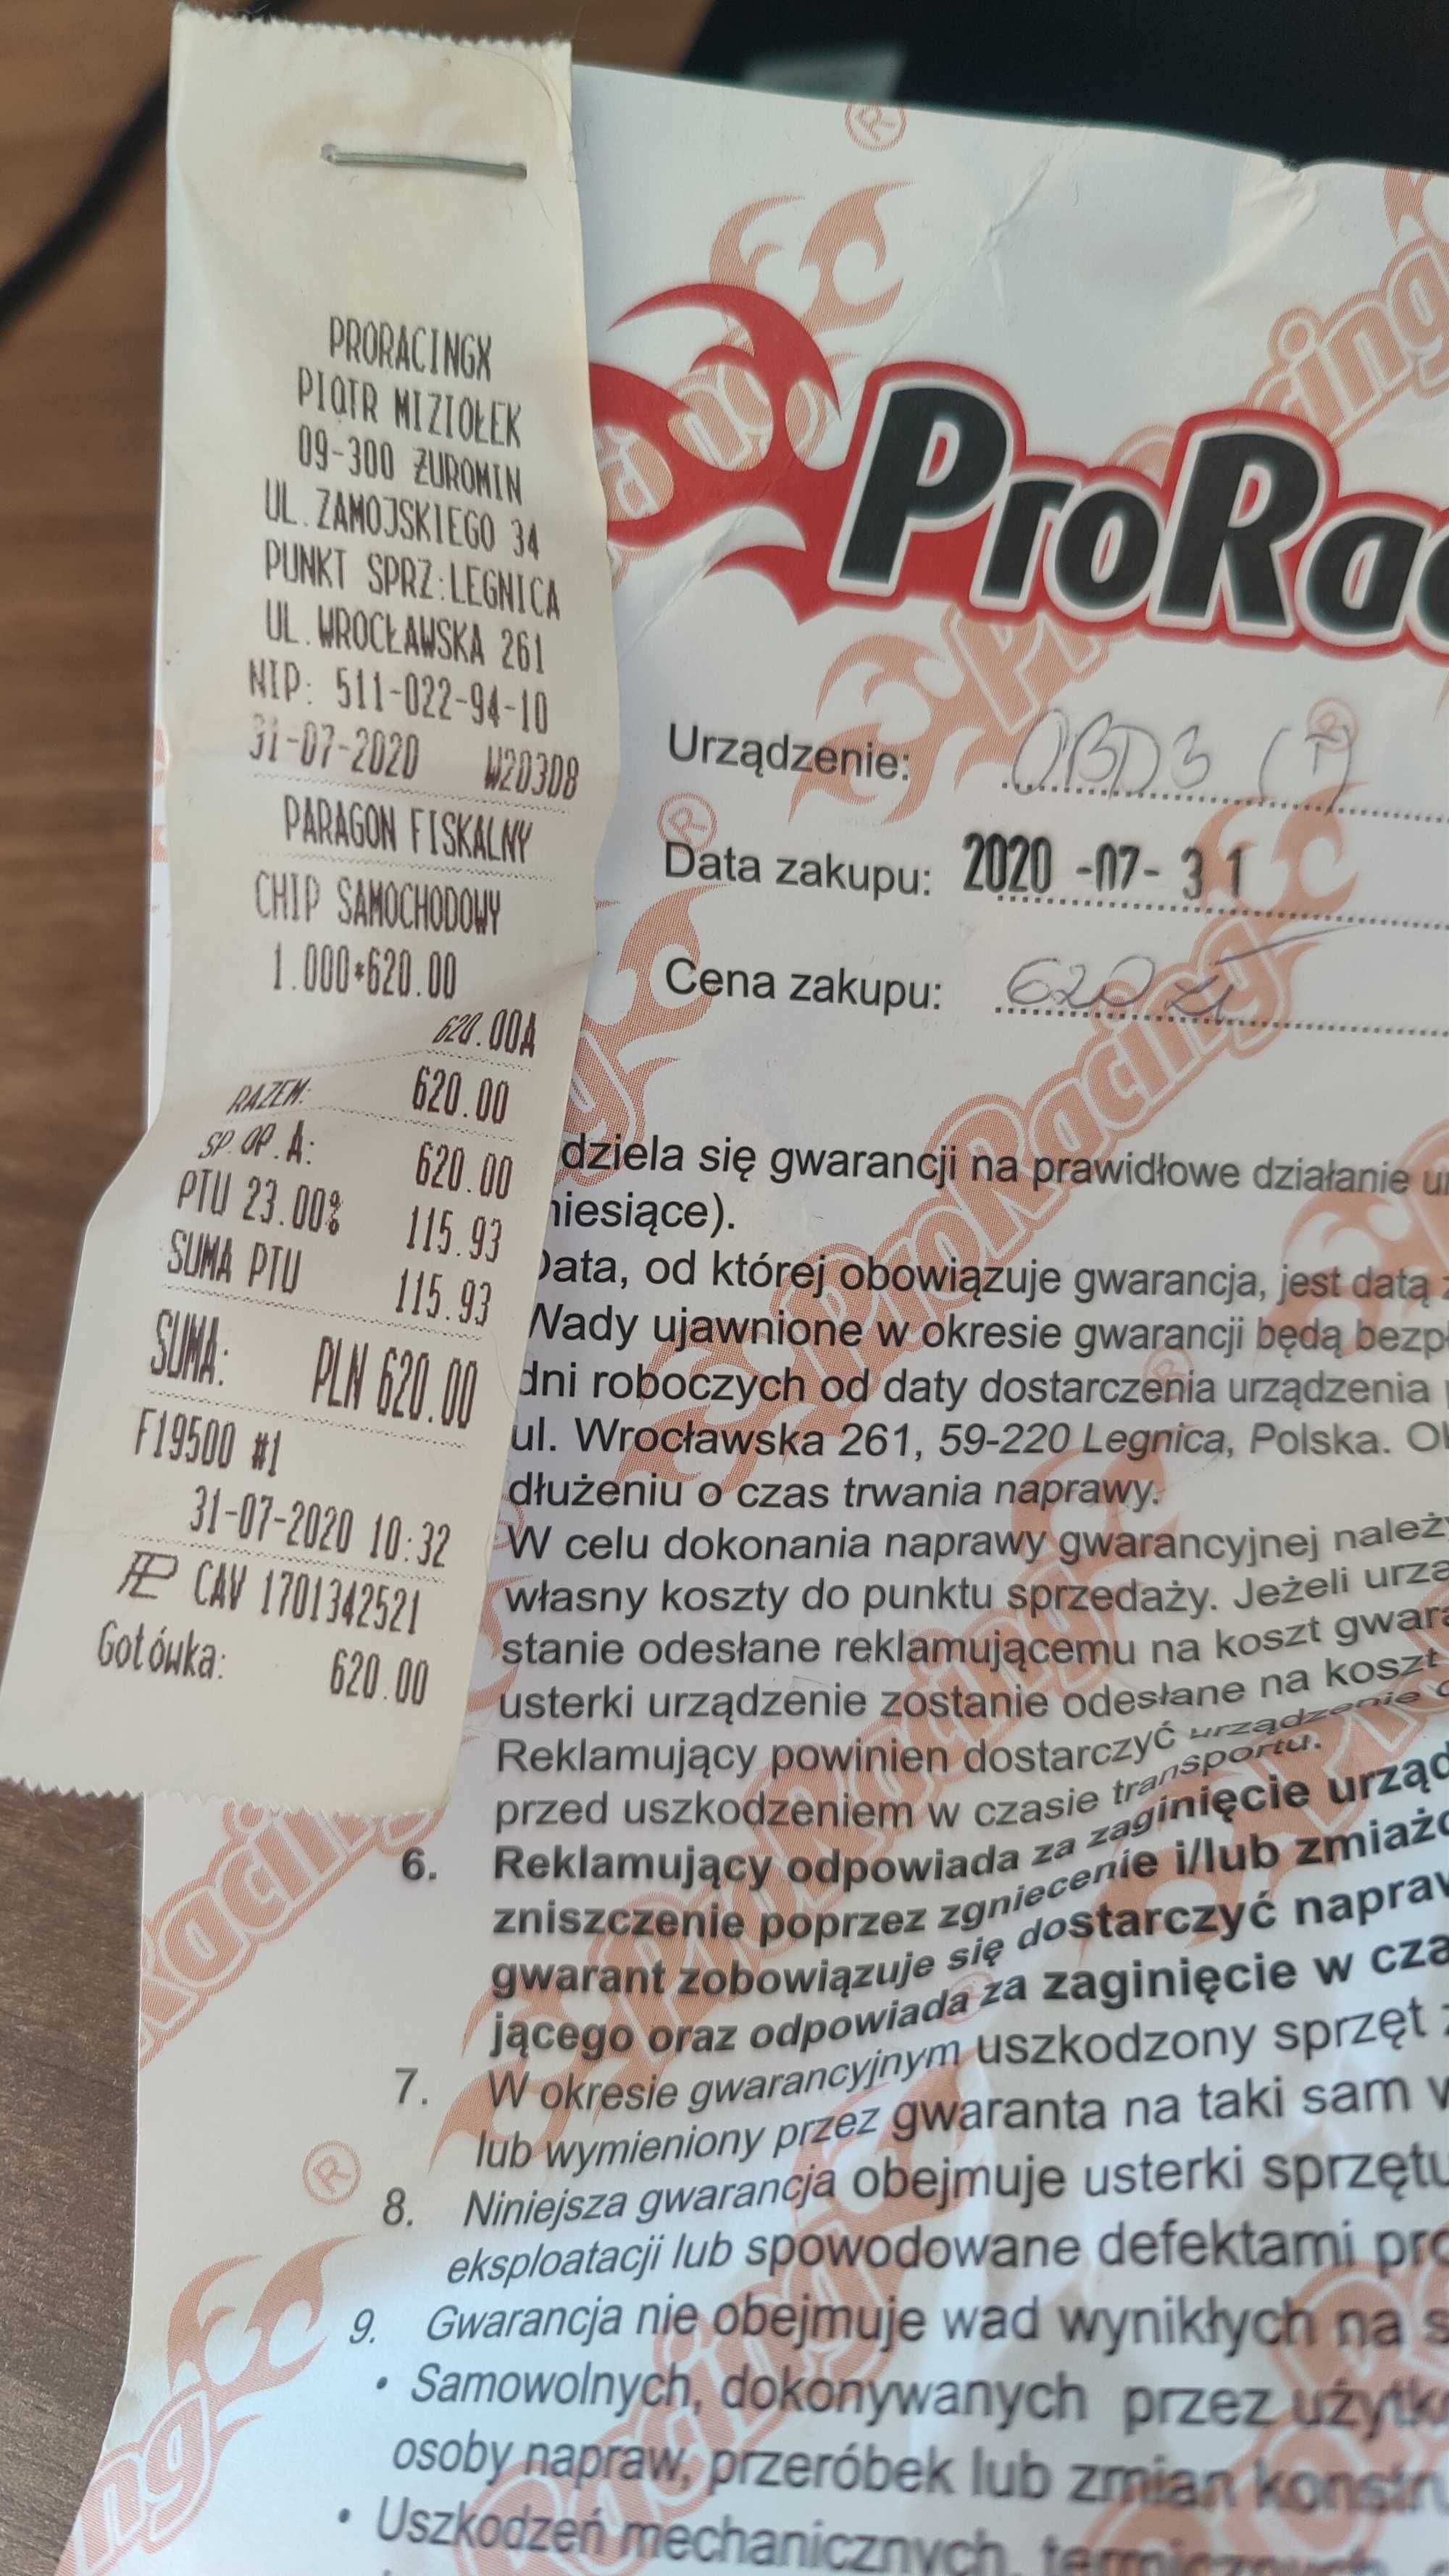 PRORACINGX
PIOTR MIZIOŁEK
09-300 ŻUROMIN
UL.ZAMOJSKIEGO 34
PUNKT SPRZ:LEGNICA
UL.WROCŁAWSKA 261
NIP: 511-022-94-10
31-07-2020 W20308
PARAGON FISKALNY
CHIP SAMOCHODOWY
1.000*620.00
620.00A
RAZEM: 620.00
SP.OP.A: 620.00
PTU 23.00% 115.93
SUMA PTU 115.93
SUMA: PLN 620.00
F19500 #1
31-07-2020 10:32
CAV 1701342521
Gotówka: 620.00
ProRac
Urządzenie: OBD3 (T)
Data zakupu: 2020-07-31
Cena zakupu: 620 zł
dziela się gwarancji na prawidłowe działanie
iesiące).
ata, od której obowiązuje gwarancja, jest datą
Wady ujawnione w okresie gwarancji będą bezp
dni roboczych od daty dostarczenia urządzenia
ul. Wrocławska 261, 59-220 Legnica, Polska.
dłużeniu o czas trwania naprawy.
W celu dokonania naprawy gwarancyjnej należy
własny koszty do punktu sprzedaży. Jeżeli urzą
stanie odesłane reklamującemu na koszt gwar
usterki urządzenie zostanie odesłane na koszt
Reklamujący powinien dostarczyć urządzenie
przed uszkodzeniem w czasie transportu.
6. Reklamujący odpowiada za zaginięcie urząd
zniszczenie poprzez zgniecenie i/lub zmiażd
gwarant zobowiązuje się dostarczyć napraw
jącego oraz odpowiada za zaginięcie w cza
7. W okresie gwarancyjnym uszkodzony sprzęt
lub wymieniony przez gwaranta na taki sam
8. Niniejsza gwarancja obejmuje usterki sprzętu
eksploatacji lub spowodowane defektami pro
9. Gwarancja nie obejmuje wad wynikłych na s
• Samowolnych, dokonywanych przez użytk
osoby napraw, przeróbek lub zmian konstru
• Uszkodzeń mechanicznych, termicznych,